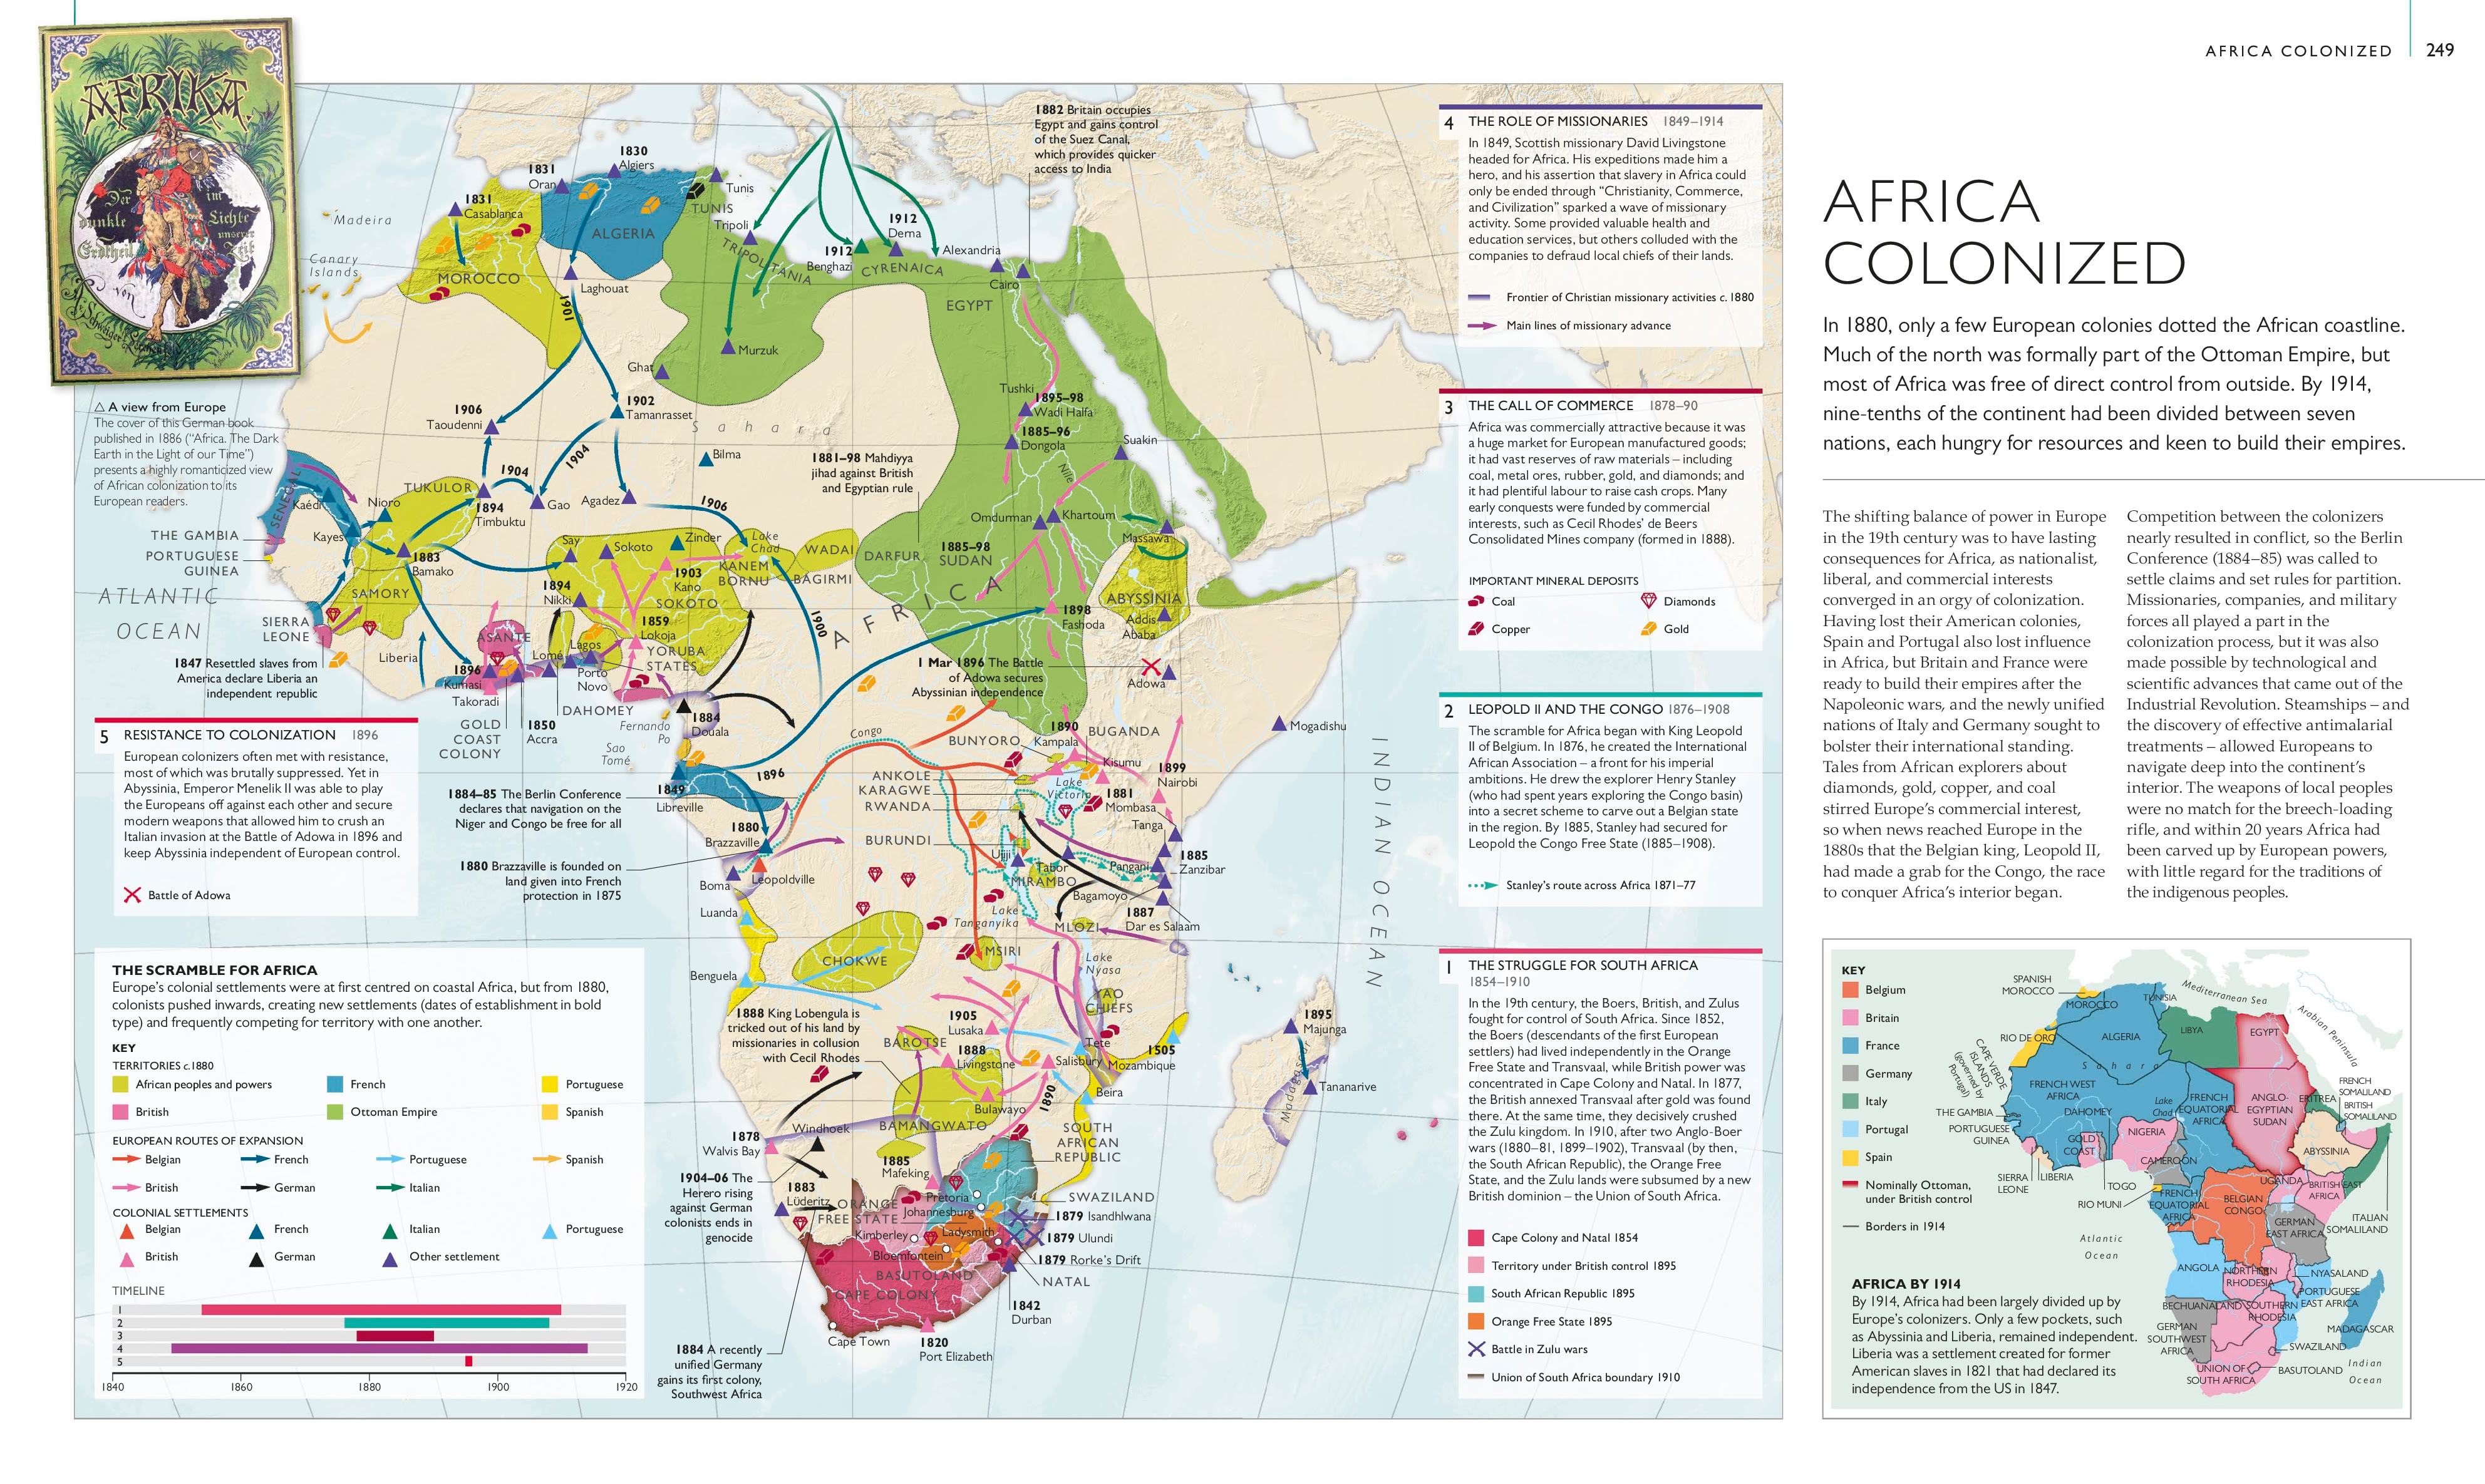 AFRICA COLONIZED 249
AFRIKA.
Der dunkle Erdtheil
im Lichte unserer Zeit
von
△ A view from Europe
The cover of this German book
published in 1886 (“Africa. The Dark
Earth in the Light of our Time”)
presents a highly romanticized view
of African colonization to its
European readers.
AFRICA
COLONIZED
In 1880, only a few European colonies dotted the African coastline.
Much of the north was formally part of the Ottoman Empire, but
most of Africa was free of direct control from outside. By 1914,
nine-tenths of the continent had been divided between seven
nations, each hungry for resources and keen to build their empires.
The shifting balance of power in Europe
in the 19th century was to have lasting
consequences for Africa, as nationalist,
liberal, and commercial interests
converged in an orgy of colonization.
Having lost their American colonies,
Spain and Portugal also lost influence
in Africa, but Britain and France were
ready to build their empires after the
Napoleonic wars, and the newly unified
nations of Italy and Germany sought to
bolster their international standing.
Tales from African explorers about
diamonds, gold, copper, and coal
stirred Europe’s commercial interest,
so when news reached Europe in the
1880s that the Belgian king, Leopold II,
had made a grab for the Congo, the race
to conquer Africa’s interior began.
Competition between the colonizers
nearly resulted in conflict, so the Berlin
Conference (1884–85) was called to
settle claims and set rules for partition.
Missionaries, companies, and military
forces all played a part in the
colonization process, but it was also
made possible by technological and
scientific advances that came out of the
Industrial Revolution. Steamships – and
the discovery of effective antimalarial
treatments – allowed Europeans to
navigate deep into the continent’s
interior. The weapons of local peoples
were no match for the breech-loading
rifle, and within 20 years Africa had
been carved up by European powers,
with little regard for the traditions of
the indigenous peoples.
4 THE ROLE OF MISSIONARIES 1849–1914
In 1849, Scottish missionary David Livingstone
headed for Africa. His expeditions made him a
hero, and his assertion that slavery in Africa could
only be ended through “Christianity, Commerce,
and Civilization” sparked a wave of missionary
activity. Some provided valuable health and
education services, but others colluded with the
companies to defraud local chiefs of their lands.
Frontier of Christian missionary activities c.1880
Main lines of missionary advance
3 THE CALL OF COMMERCE 1878–90
Africa was commercially attractive because it was
a huge market for European manufactured goods;
it had vast reserves of raw materials – including
coal, metal ores, rubber, gold, and diamonds; and
it had plentiful labour to raise cash crops. Many
early conquests were funded by commercial
interests, such as Cecil Rhodes’ de Beers
Consolidated Mines company (formed in 1888).
IMPORTANT MINERAL DEPOSITS
Coal
Diamonds
Copper
Gold
2 LEOPOLD II AND THE CONGO 1876–1908
The scramble for Africa began with King Leopold
II of Belgium. In 1876, he created the International
African Association – a front for his imperial
ambitions. He drew the explorer Henry Stanley
(who had spent years exploring the Congo basin)
into a secret scheme to carve out a Belgian state
in the region. By 1885, Stanley had secured for
Leopold the Congo Free State (1885–1908).
Stanley’s route across Africa 1871–77
1 THE STRUGGLE FOR SOUTH AFRICA
1854–1910
In the 19th century, the Boers, British, and Zulus
fought for control of South Africa. Since 1852,
the Boers (descendants of the first European
settlers) had lived independently in the Orange
Free State and Transvaal, while British power was
concentrated in Cape Colony and Natal. In 1877,
the British annexed Transvaal after gold was found
there. At the same time, they decisively crushed
the Zulu kingdom. In 1910, after two Anglo-Boer
wars (1880–81, 1899–1902), Transvaal (by then,
the South African Republic), the Orange Free
State, and the Zulu lands were subsumed by a new
British dominion – the Union of South Africa.
Cape Colony and Natal 1854
Territory under British control 1895
South African Republic 1895
Orange Free State 1895
Battle in Zulu wars
Union of South Africa boundary 1910
5 RESISTANCE TO COLONIZATION 1896
European colonizers often met with resistance,
most of which was brutally suppressed. Yet in
Abyssinia, Emperor Menelik II was able to play
the Europeans off against each other and secure
modern weapons that allowed him to crush an
Italian invasion at the Battle of Adowa in 1896 and
keep Abyssinia independent of European control.
Battle of Adowa
THE SCRAMBLE FOR AFRICA
Europe’s colonial settlements were at first centred on coastal Africa, but from 1880,
colonists pushed inwards, creating new settlements (dates of establishment in bold
type) and frequently competing for territory with one another.
KEY
TERRITORIES c.1880
African peoples and powers
French
Portuguese
British
Ottoman Empire
Spanish
EUROPEAN ROUTES OF EXPANSION
Belgian
French
Portuguese
Spanish
British
German
Italian
COLONIAL SETTLEMENTS
Belgian
French
Italian
Portuguese
British
German
Other settlement
TIMELINE
1
2
3
4
5
1840 1860 1880 1900 1920
1882 Britain occupies
Egypt and gains control
of the Suez Canal,
which provides quicker
access to India
1881–98 Mahdiyya
jihad against British
and Egyptian rule
1 Mar 1896 The Battle
of Adowa secures
Abyssinian independence
1847 Resettled slaves from
America declare Liberia an
independent republic
1884–85 The Berlin Conference
declares that navigation on the
Niger and Congo be free for all
1880 Brazzaville is founded on
land given into French
protection in 1875
1888 King Lobengula is
tricked out of his land by
missionaries in collusion
with Cecil Rhodes
1904–06 The
Herero rising
against German
colonists ends in
genocide
1884 A recently
unified Germany
gains its first colony,
Southwest Africa
Madeira
Canary
Islands
1831
Casablanca
MOROCCO
1831
Oran
1830
Algiers
ALGERIA
Tunis
TUNIS
Tripoli
TRIPOLITANIA
1912
Benghazi
1912
Derna
CYRENAICA
Alexandria
Cairo
EGYPT
Laghouat
1901
Murzuk
Ghat
1902
Tamanrasset
1906
Taoudenni
Sahara
Bilma
Tushki
1895–98
Wadi Halfa
1885–96
Dongola
Suakin
Nile
1904
1904
1906
SENEGAL
Kaédi
Nioro
TUKULOR
1894
Timbuktu
Gao
Agadez
THE GAMBIA
PORTUGUESE
GUINEA
Kayes
1883
Bamako
Say
Sokoto
Zinder
Lake
Chad
WADAI
DARFUR
1885–98
SUDAN
Omdurman
Khartoum
Massawa
KANEM
BORNU
BAGIRMI
1903
Kano
SOKOTO
1894
Nikki
ATLANTIC
OCEAN
SAMORY
SIERRA
LEONE
Liberia
ASANTE
1896
Kumasi
Takoradi
Lomé
Lagos
Porto
Novo
1859
Lokoja
YORUBA
STATES
DAHOMEY
GOLD
COAST
COLONY
1850
Accra
Fernando
Po
Sao
Tomé
1884
Douala
1900
AFRICA
1898
Fashoda
ABYSSINIA
Addis
Ababa
Adowa
Mogadishu
INDIAN OCEAN
1849
Libreville
1896
Congo
1880
Brazzaville
Leopoldville
Boma
BUNYORO
1890
Kampala
BUGANDA
Kisumu
1899
Nairobi
ANKOLE
KARAGWE
RWANDA
BURUNDI
Lake
Victoria
1881
Mombasa
Tanga
Ujiji
Tabor
MIRAMBO
Pangani
1885
Zanzibar
Bagamoyo
1887
Dar es Salaam
Luanda
Lake
Tanganyika
MLOZI
MSIRI
CHOKWE
Benguela
Lake
Nyasa
YAO
CHIEFS
1905
Lusaka
BAROTSE
1888
Livingstone
Tete
Salisbury
1505
Mozambique
Beira
1890
Bulawayo
BAMANGWATO
1895
Majunga
Tananarive
Madagascar
Windhoek
1878
Walvis Bay
1885
Mafeking
SOUTH
AFRICAN
REPUBLIC
1883
Lüderitz
ORANGE
FREE STATE
Pretoria
Johannesburg
SWAZILAND
1879 Isandhlwana
1879 Ulundi
1879 Rorke’s Drift
Kimberley
Ladysmith
Bloemfontein
NATAL
BASUTOLAND
CAPE COLONY
1842
Durban
Cape Town
1820
Port Elizabeth
KEY
Belgium
Britain
France
Germany
Italy
Portugal
Spain
Nominally Ottoman,
under British control
Borders in 1914
SPANISH
MOROCCO
MOROCCO
TUNISIA
Mediterranean Sea
Arabian Peninsula
RIO DE ORO
ALGERIA
LIBYA
EGYPT
Sahara
CAPE VERDE
ISLANDS
(governed by
Portugal)
FRENCH WEST
AFRICA
THE GAMBIA
PORTUGUESE
GUINEA
DAHOMEY
Lake
Chad
FRENCH
EQUATORIAL
AFRICA
ANGLO-
EGYPTIAN
SUDAN
ERITREA
FRENCH
SOMALILAND
BRITISH
SOMALILAND
GOLD
COAST
NIGERIA
CAMEROON
ABYSSINIA
SIERRA
LEONE
LIBERIA
TOGO
RIO MUNI
FRENCH
EQUATORIAL
AFRICA
BELGIAN
CONGO
UGANDA
BRITISH EAST
AFRICA
ITALIAN
SOMALILAND
GERMAN
EAST AFRICA
Atlantic
Ocean
ANGOLA
NORTHERN
RHODESIA
NYASALAND
PORTUGUESE
EAST AFRICA
BECHUANALAND
SOUTHERN
RHODESIA
GERMAN
SOUTHWEST
AFRICA
MADAGASCAR
SWAZILAND
UNION OF
SOUTH AFRICA
BASUTOLAND
Indian
Ocean
AFRICA BY 1914
By 1914, Africa had been largely divided up by
Europe’s colonizers. Only a few pockets, such
as Abyssinia and Liberia, remained independent.
Liberia was a settlement created for former
American slaves in 1821 that had declared its
independence from the US in 1847.